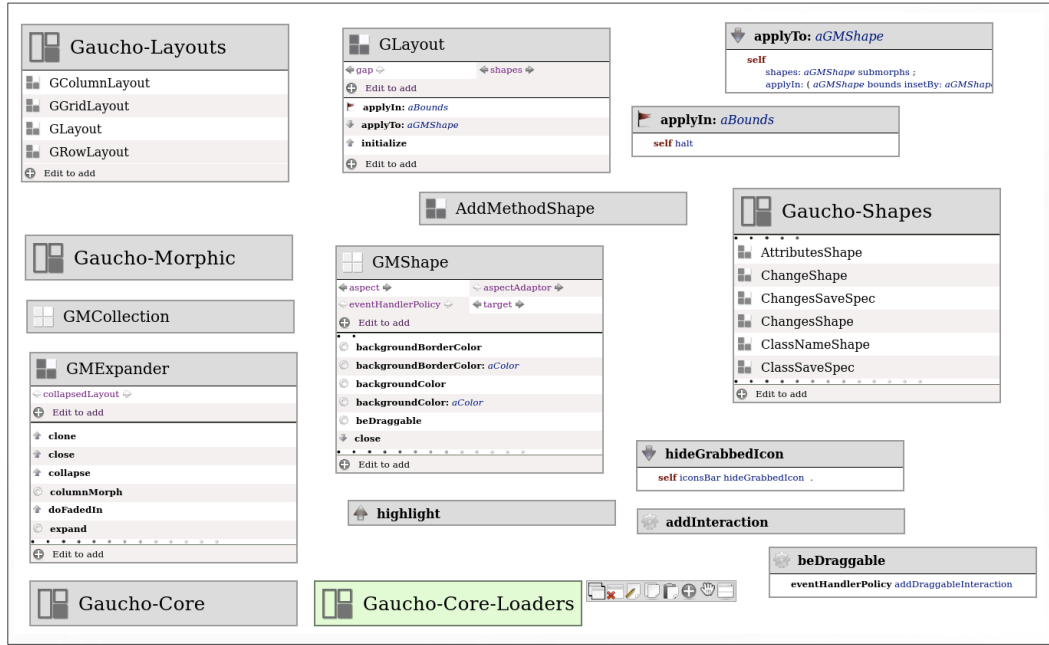 Gaucho-Layouts
GColumnLayout
GGridLayout
GLayout
GRowLayout
Edit to add
GLayout
gap shapes
Edit to add
applyIn: aBounds
applyTo: aGMShape
initialize
Edit to add
applyTo: aGMShape
self
shapes: aGMShape submorphs ;
applyIn: ( aGMShape bounds insetBy: aGMShap
applyIn: aBounds
self halt
AddMethodShape
Gaucho-Shapes
AttributesShape
ChangeShape
ChangesSaveSpec
ChangesShape
ClassNameShape
ClassSaveSpec
Edit to add
Gaucho-Morphic
GMCollection
GMExpander
collapsedLayout
Edit to add
clone
close
collapse
columnMorph
doFadedIn
expand
Edit to add
GMShape
aspect aspectAdaptor
eventHandlerPolicy target
Edit to add
backgroundBorderColor
backgroundBorderColor: aColor
backgroundColor
backgroundColor: aColor
beDraggable
close
Edit to add
hideGrabbedIcon
self iconsBar hideGrabbedIcon .
highlight
addInteraction
beDraggable
eventHandlerPolicy addDraggableInteraction
Gaucho-Core
Gaucho-Core-Loaders